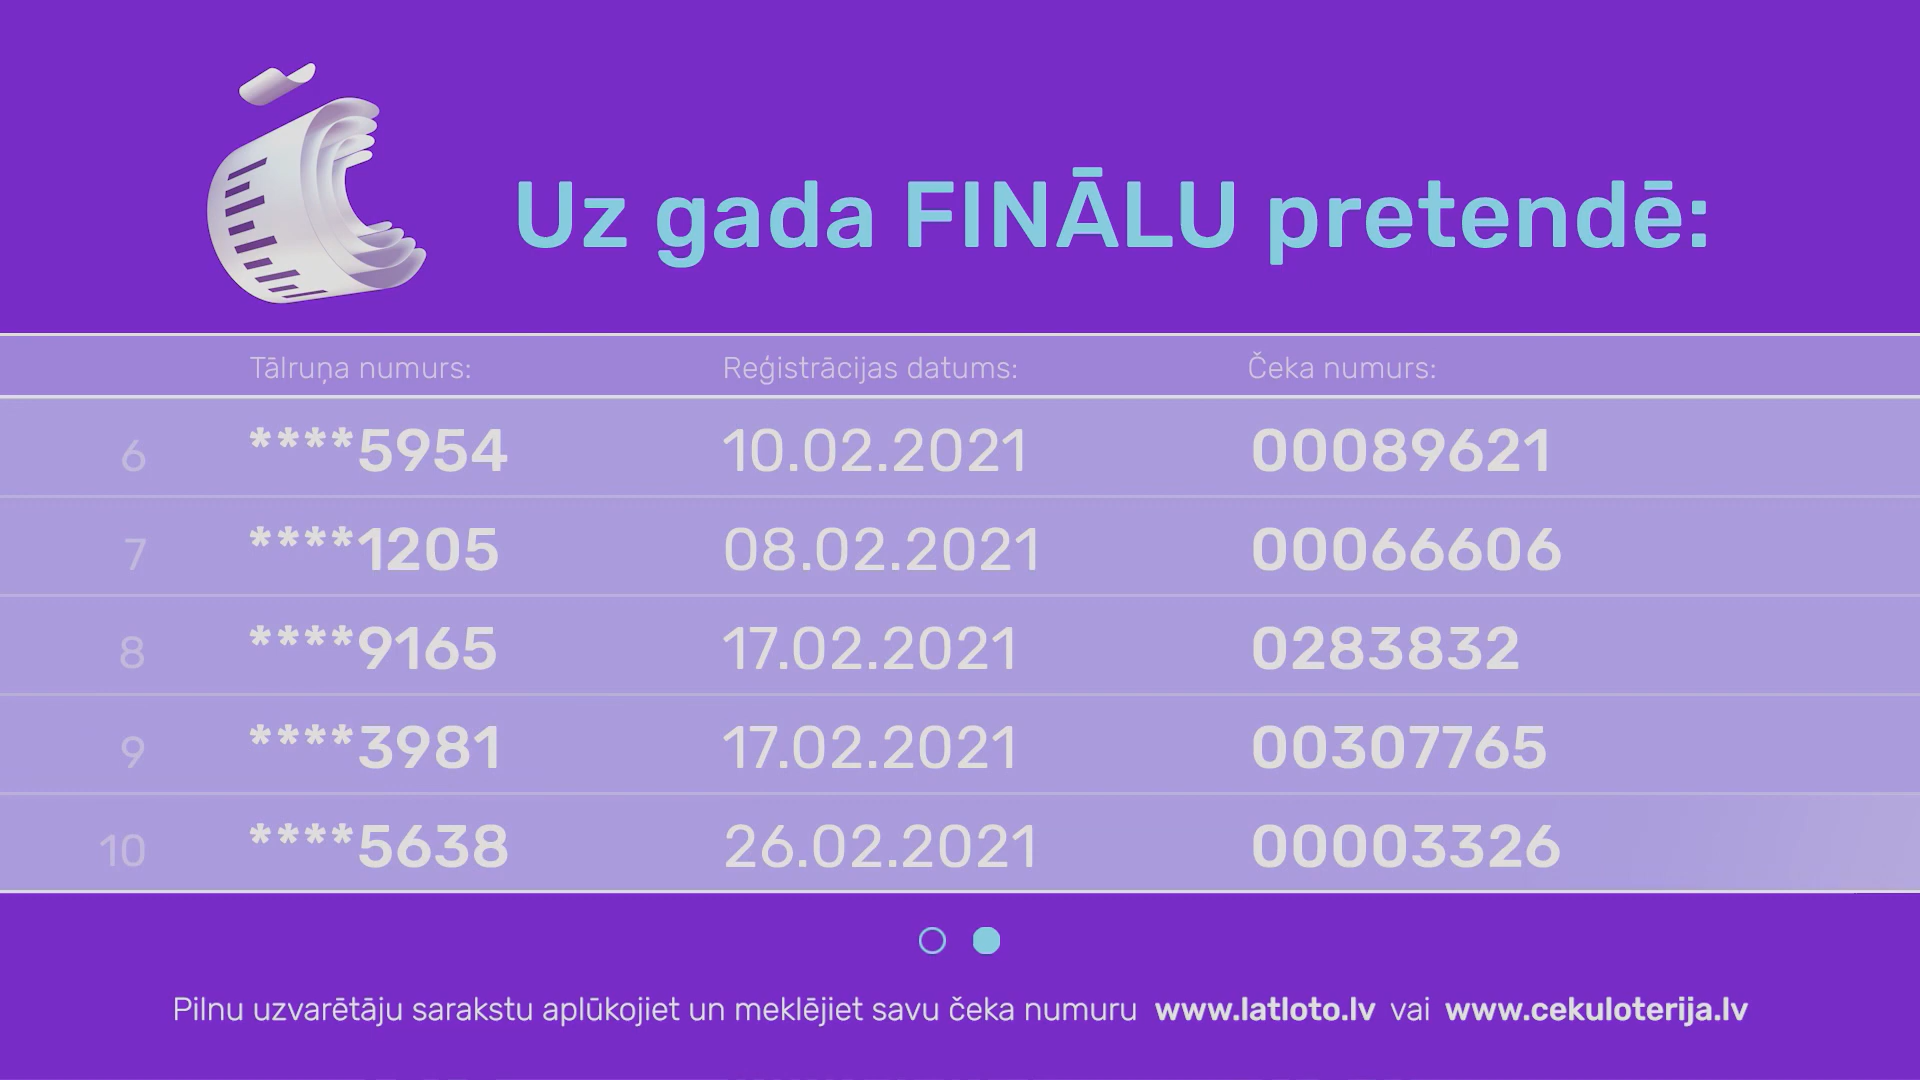 Uz gada FINĀLU pretendē:
Tālruņa numurs: Reģistrācijas datums: Čeka numurs:
6 ****5954 10.02.2021 00089621
7 ****1205 08.02.2021 00066606
8 ****9165 17.02.2021 0283832
9 ****3981 17.02.2021 00307765
10 ****5638 26.02.2021 00003326
Pilnu uzvarētāju sarakstu aplūkojiet un meklējiet savu čeka numuru www.latloto.lv vai www.cekuloterija.lv